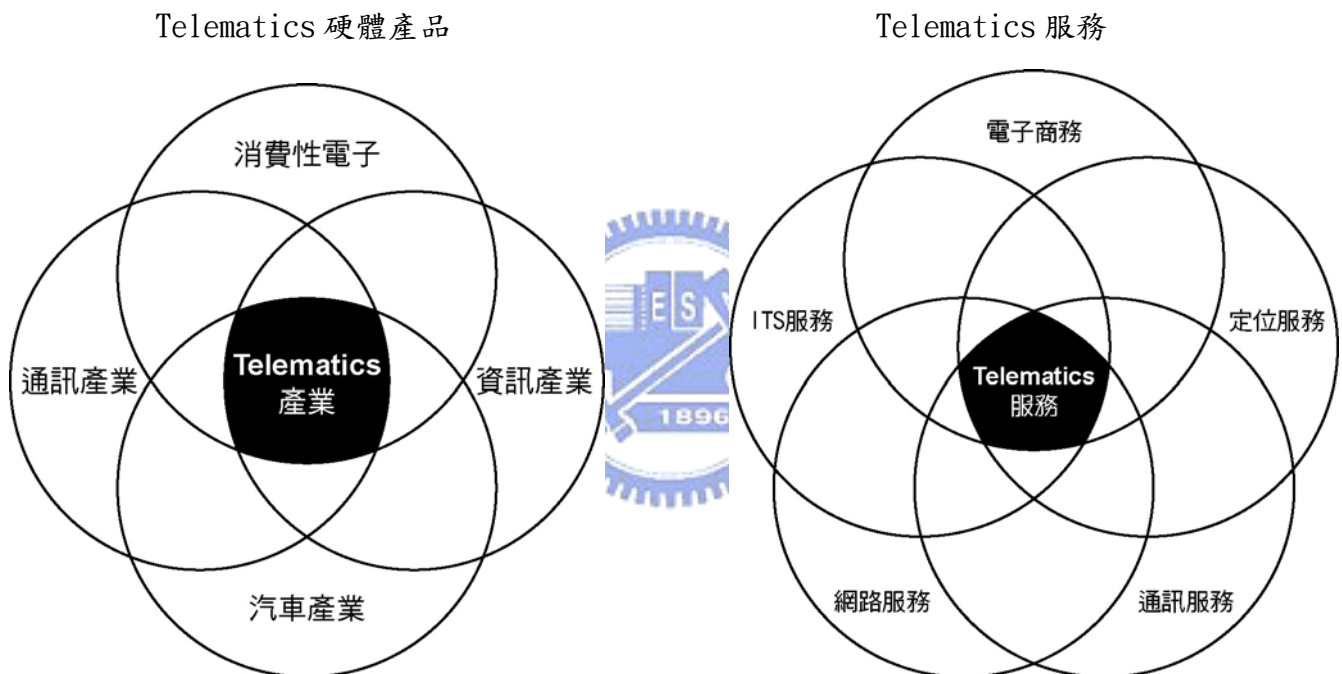 Telematics 硬體產品
Telematics 服務
消費性電子
通訊產業
Telematics
產業
資訊產業
汽車產業
ES
1896
電子商務
ITS服務
定位服務
Telematics
服務
網路服務
通訊服務